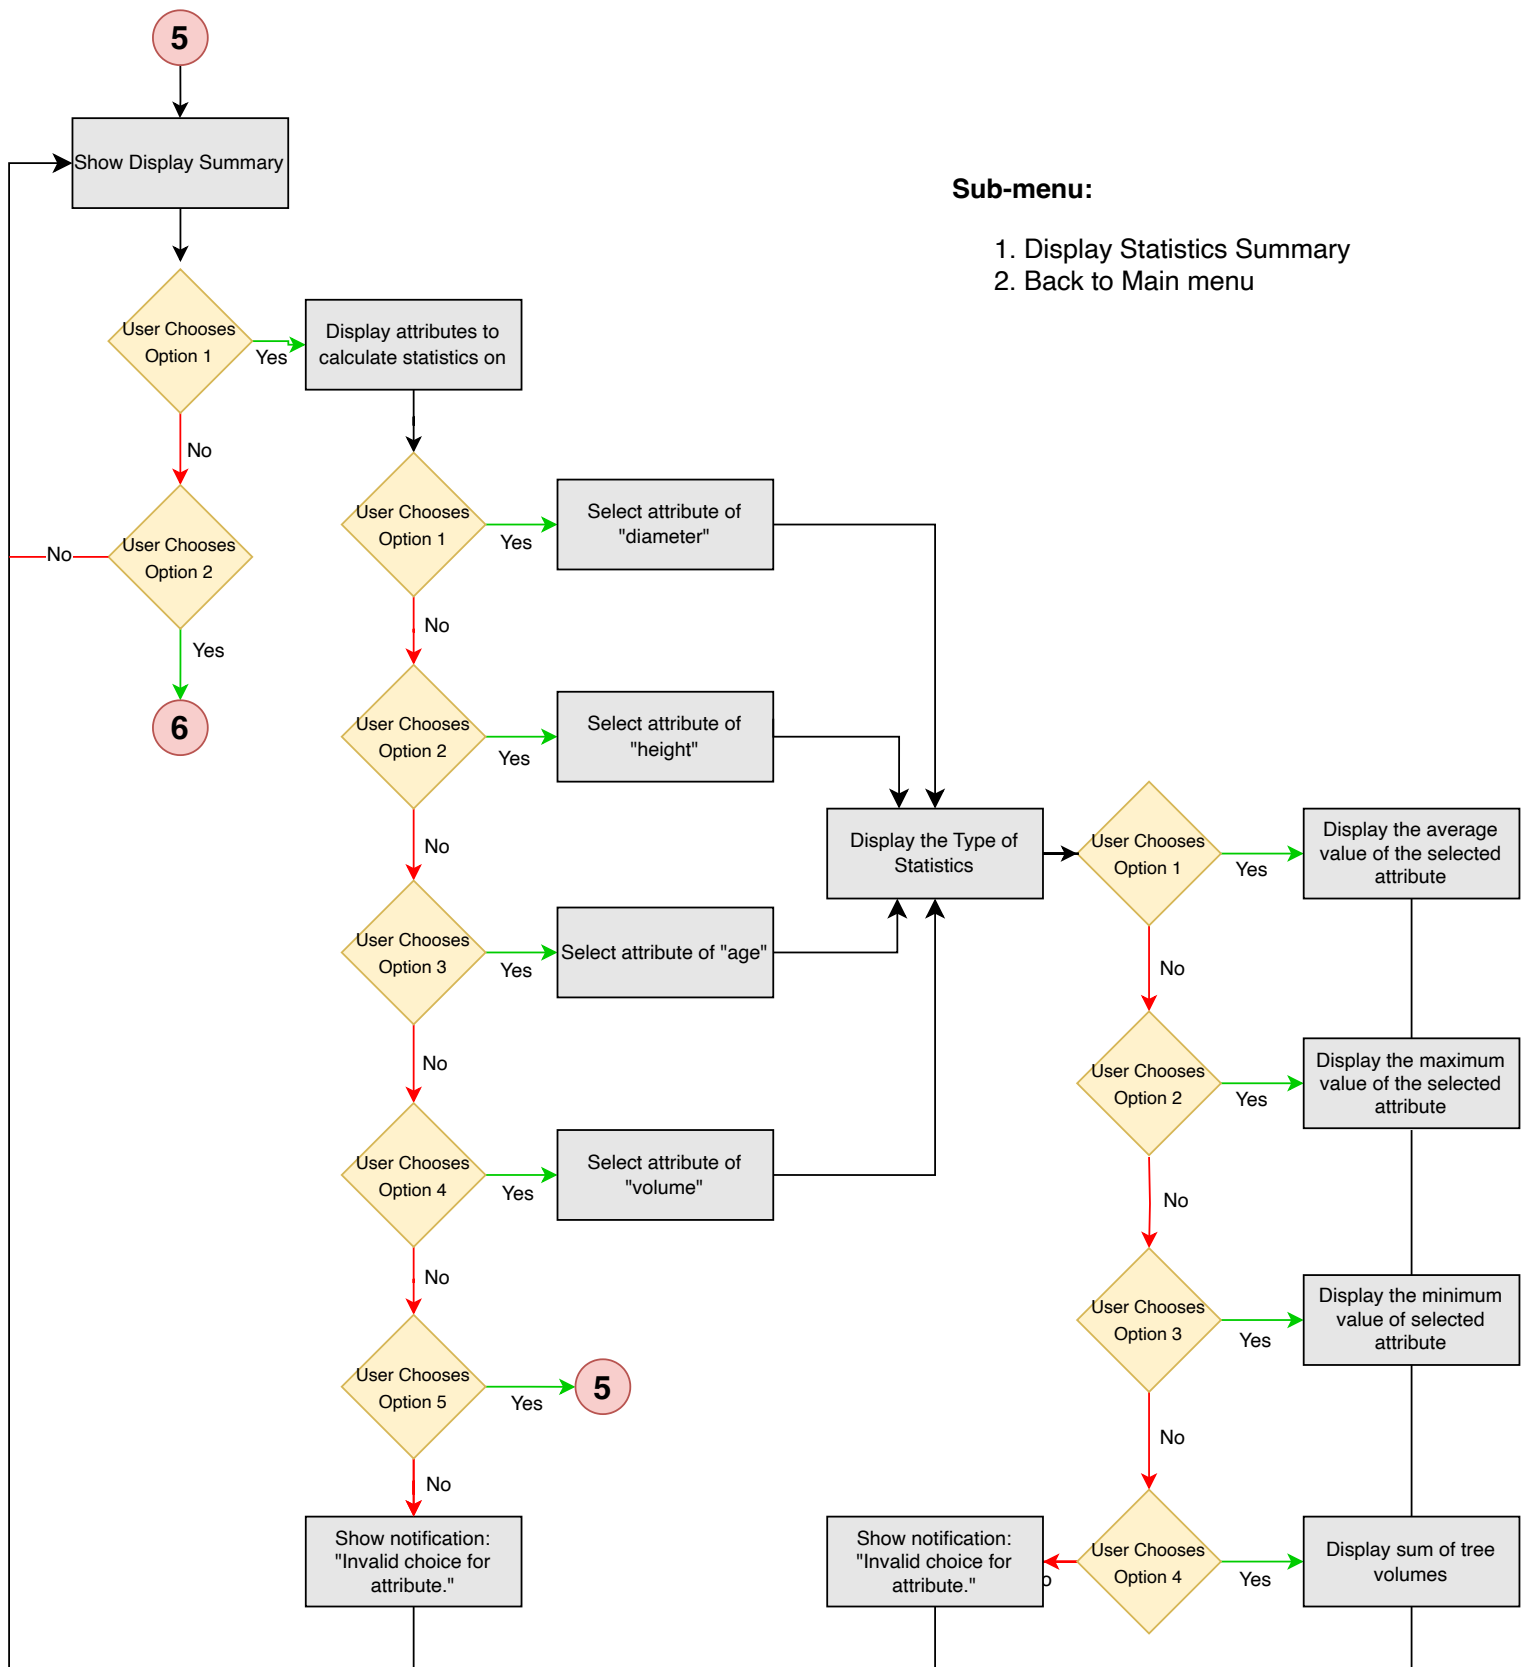 5
Show Display Summary
Sub-menu:
1. Display Statistics Summary
2. Back to Main menu
User Chooses
Option 1
Yes
Display attributes to
calculate statistics on
No
User Chooses
Option 2
No
Yes
6
User Chooses
Option 1
Yes
Select attribute of
"diameter"
No
User Chooses
Option 2
Yes
Select attribute of
"height"
No
User Chooses
Option 3
Yes
Select attribute of "age"
No
User Chooses
Option 4
Yes
Select attribute of
"volume"
No
User Chooses
Option 5
Yes
5
No
Show notification:
"Invalid choice for
attribute."
Display the Type of
Statistics
User Chooses
Option 1
Yes
Display the average
value of the selected
attribute
No
User Chooses
Option 2
Yes
Display the maximum
value of the selected
attribute
No
User Chooses
Option 3
Yes
Display the minimum
value of selected
attribute
No
User Chooses
Option 4
Yes
Display sum of tree
volumes
Show notification:
"Invalid choice for
attribute."